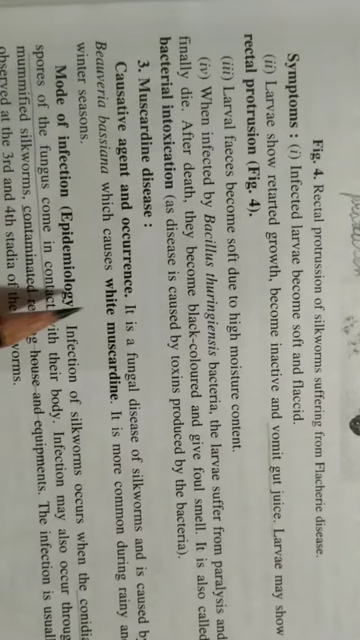 Fig. 4. Rectal protrussion of silkworms suffering from Flacherie disease.
Symptoms : (i) Infected larvae become soft and flaccid.
(ii) Larvae show retarted growth, become inactive and vomit gut juice. Larvae may show
rectal protrusion (Fig. 4).
(iii) Larval faeces become soft due to high moisture content.
(iv) When infected by Bacillus thuringiensis bacteria, the larvae suffer from paralysis and
finally die. After death, they become black-coloured and give foul smell. It is also called
bacterial intoxication (as disease is caused by toxins produced by the bacteria).
3. Muscardine disease :
Causative agent and occurrence. It is a fungal disease of silkworms and is caused b
Beauveria bassiana which causes white muscardine. It is more common during rainy an
winter seasons.
Mode of infection (Epidemiology Infection of silkworms occurs when the conidi
spores of the fungus come in contact ith their body. Infection may also occur throug
mummified silkworms, contaminated re g house and equipments. The infection is usual
observed at the 3rd and 4th stadia of the worms.